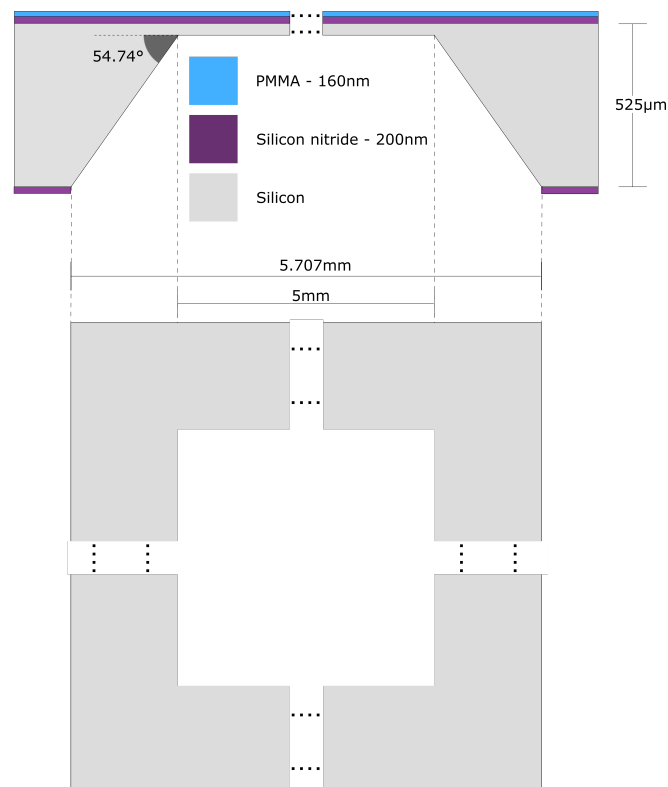 54.74°
PMMA - 160nm
525μm
Silicon nitride - 200nm
Silicon
5.707mm
5mm